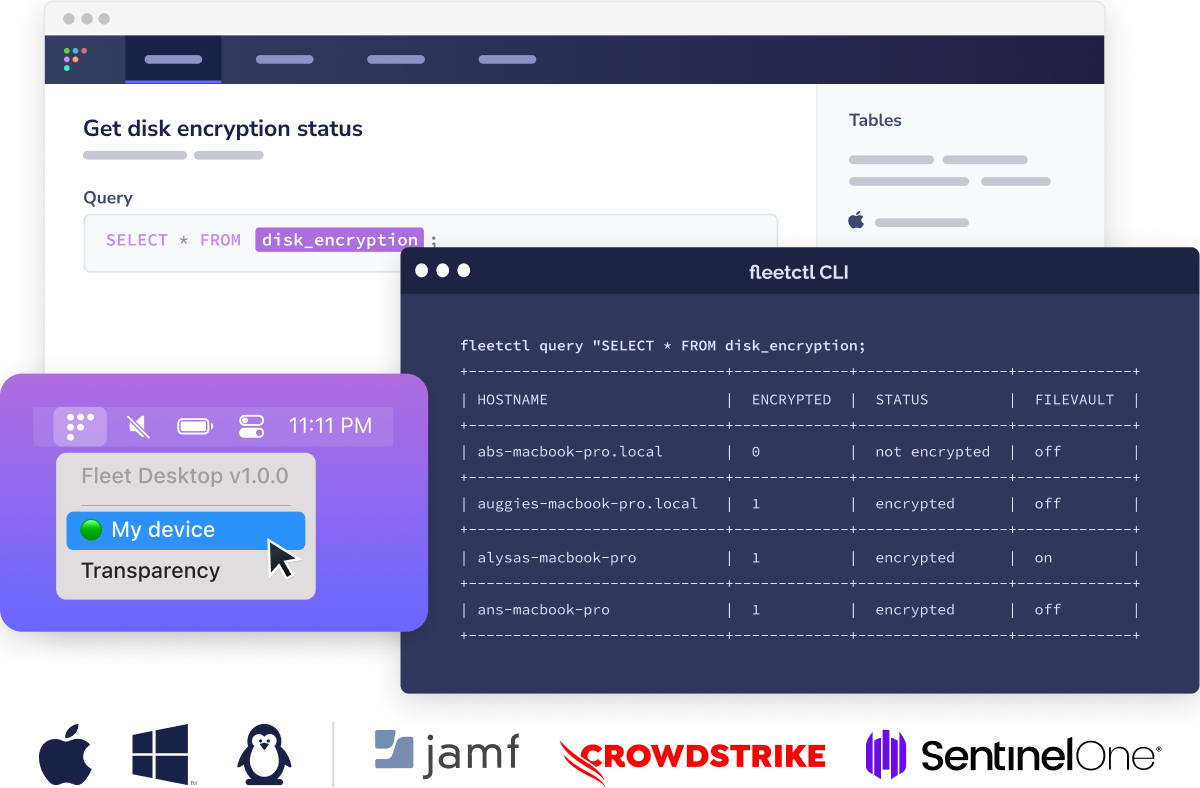 Get disk encryption status
Tables
Query
SELECT * FROM disk_encryption ;
fleetctl CLI
fleetctl query "SELECT * FROM disk_encryption;
+------------------------------+-------------+-----------------+-------------+
| HOSTNAME | ENCRYPTED | STATUS | FILEVAULT |
+------------------------------+-------------+-----------------+-------------+
| abs-macbook-pro.local | 0 | not encrypted | off |
+------------------------------+-------------+-----------------+-------------+
| auggies-macbook-pro.local | 1 | encrypted | off |
+------------------------------+-------------+-----------------+-------------+
| alysas-macbook-pro | 1 | encrypted | on |
+------------------------------+-------------+-----------------+-------------+
| ans-macbook-pro | 1 | encrypted | off |
+------------------------------+-------------+-----------------+-------------+
11:11 PM
Fleet Desktop v1.0.0
My device
Transparency
™
jamf
CROWDSTRIKE
SentinelOne®